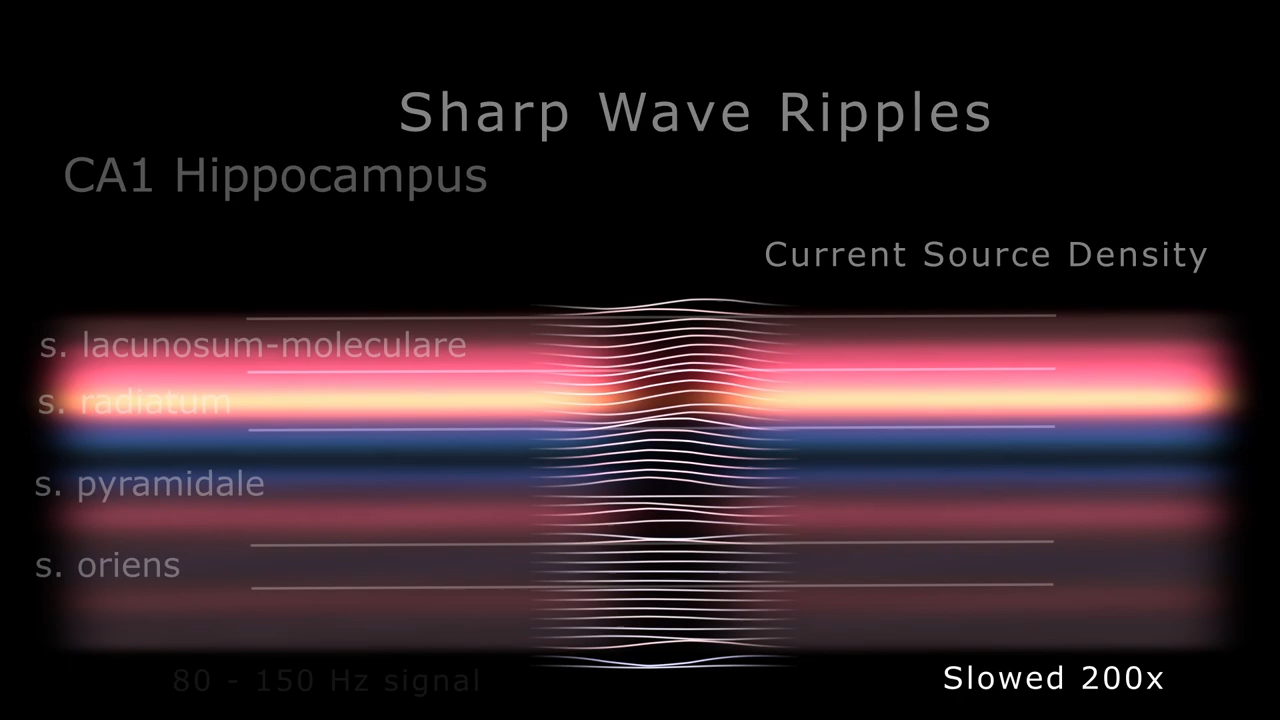 Sharp Wave Ripples
CA1 Hippocampus
Current Source Density
s. lacunosum-moleculare
s. radiatum
s. pyramidale
s. oriens
80 - 150 Hz signal
Slowed 200x